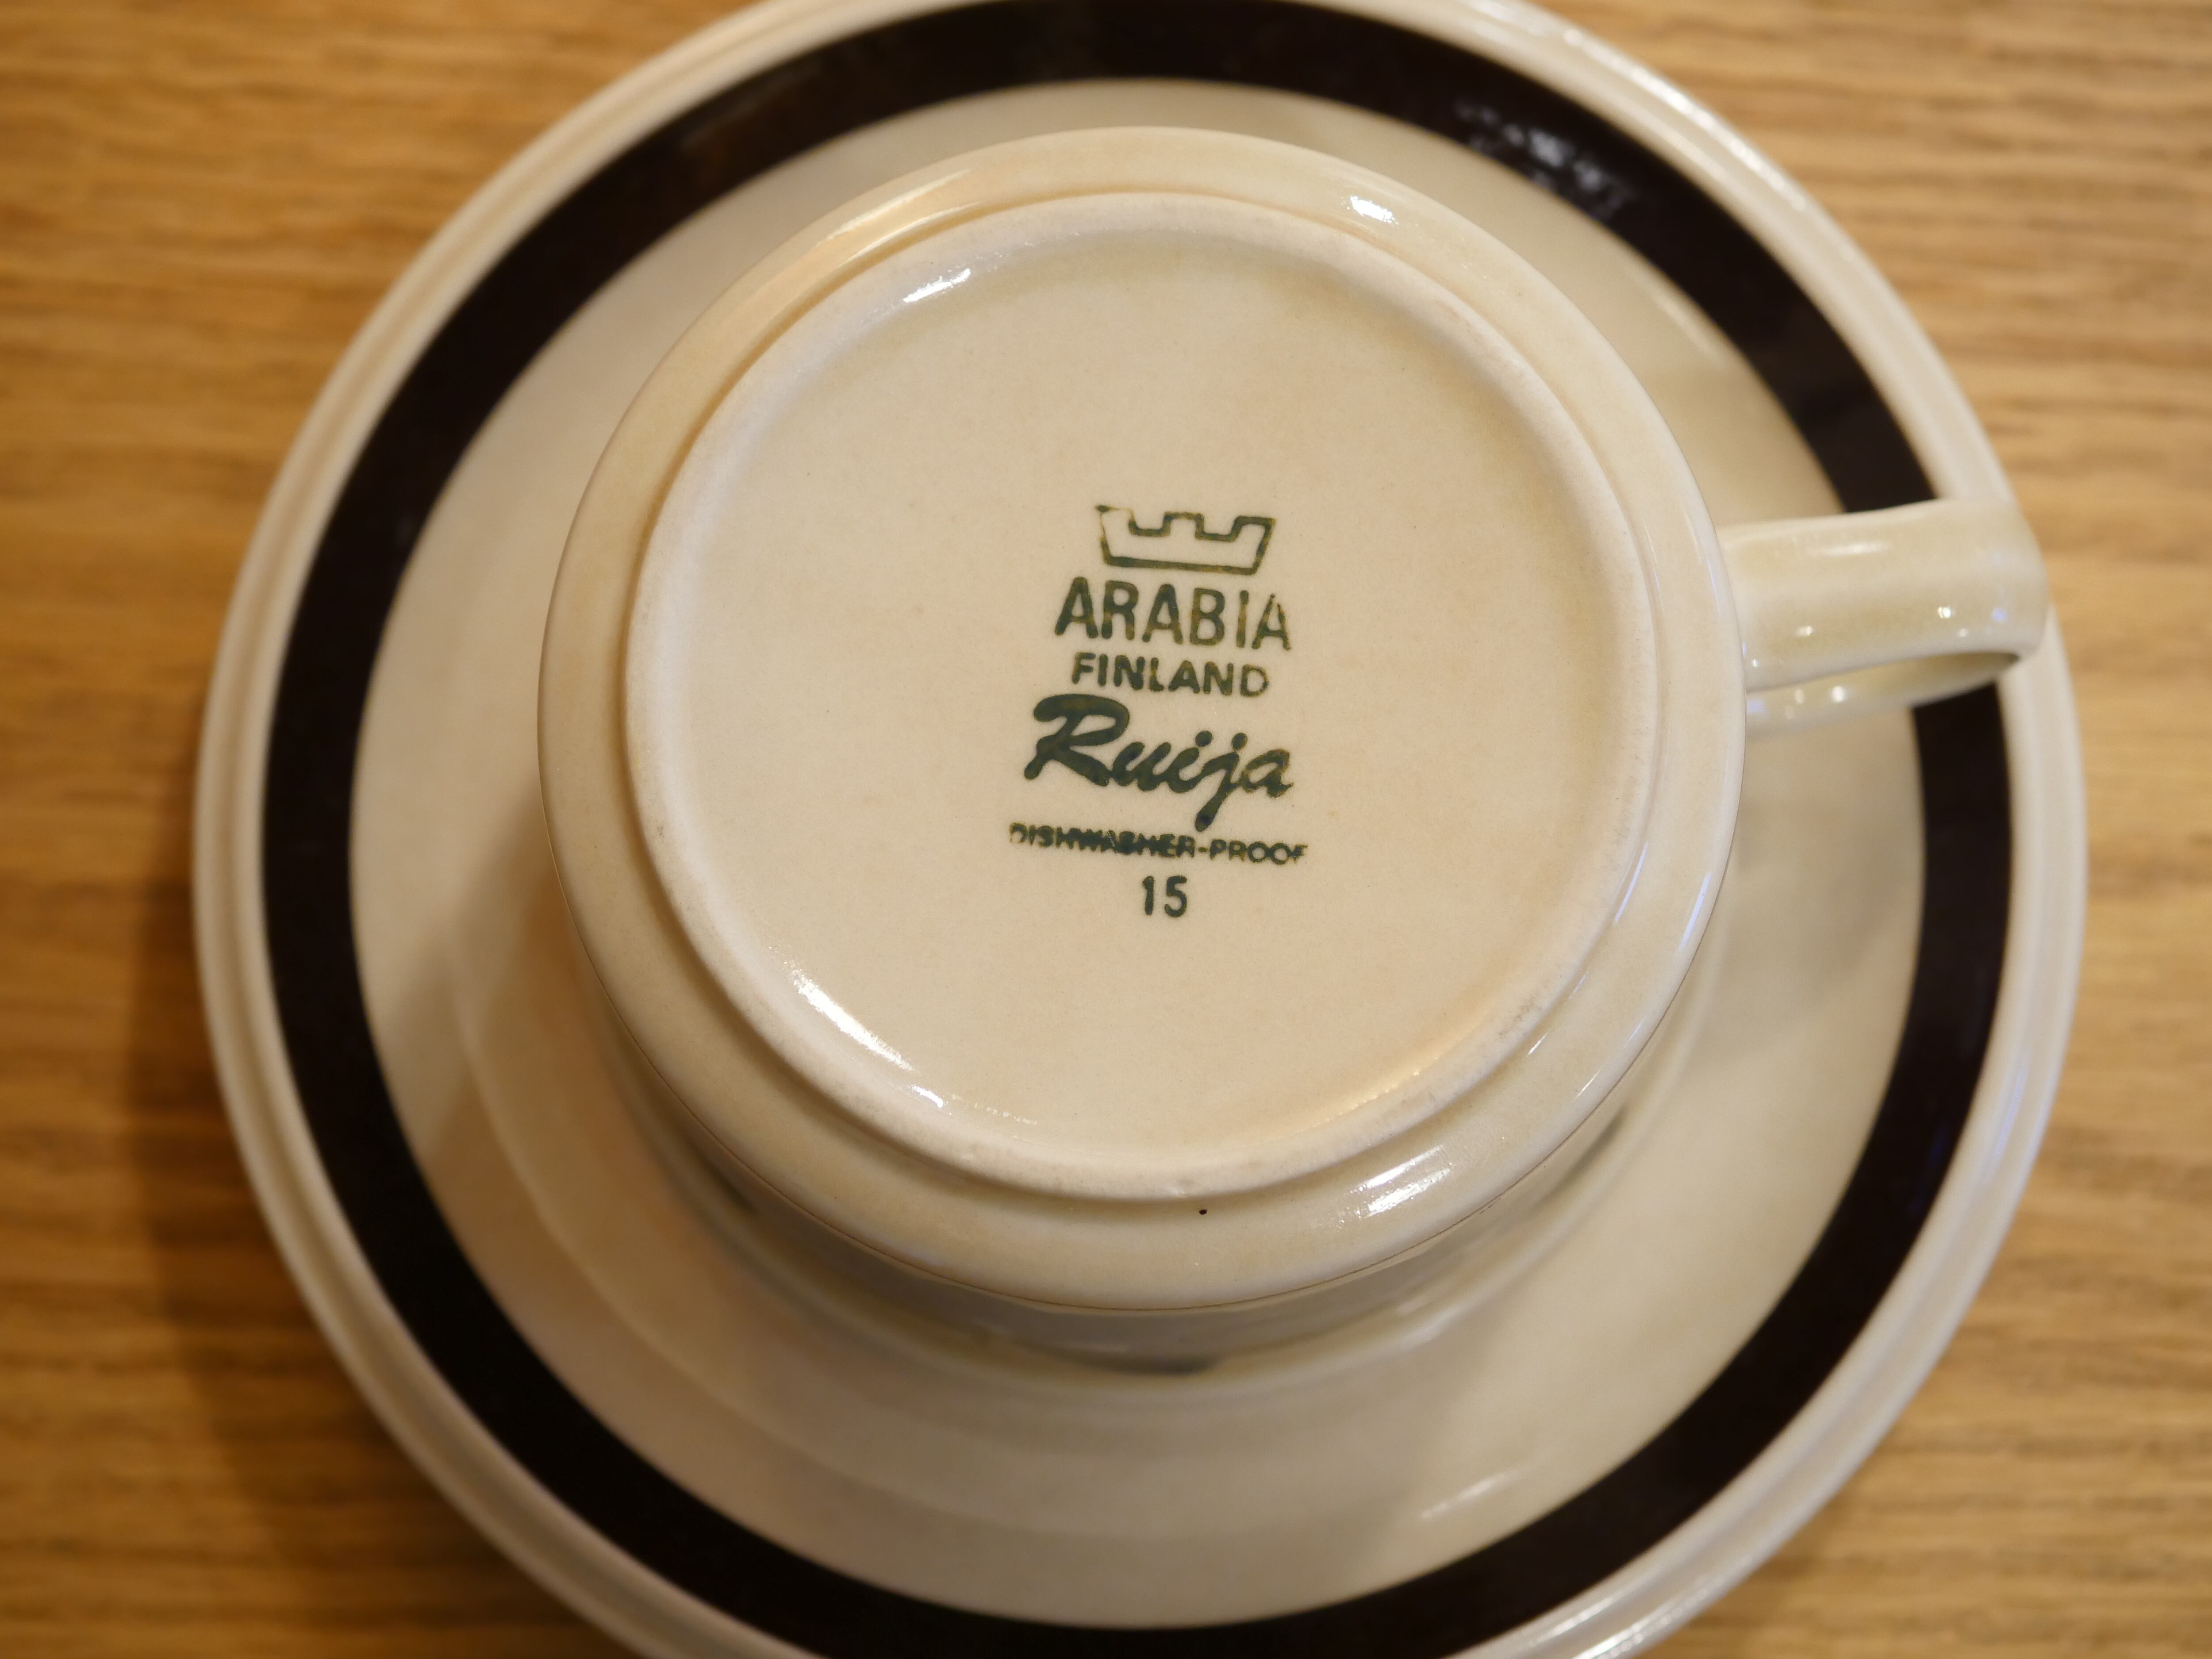 ARABIA
FINLAND
Ruija
DISHWASHER-PROOF
15